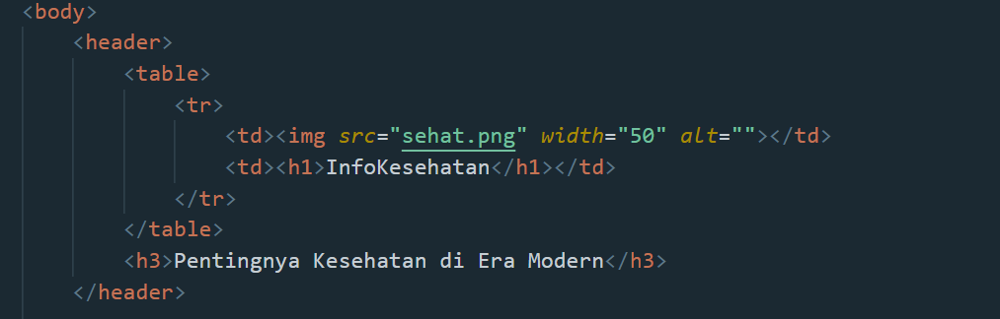 <body>
<header>
<table>
<tr>
<td><img src="sehat.png" width="50" alt=""></td>
<td><h1>InfoKesehatan</h1></td>
</tr>
</table>
<h3>Pentingnya Kesehatan di Era Modern</h3>
</header>